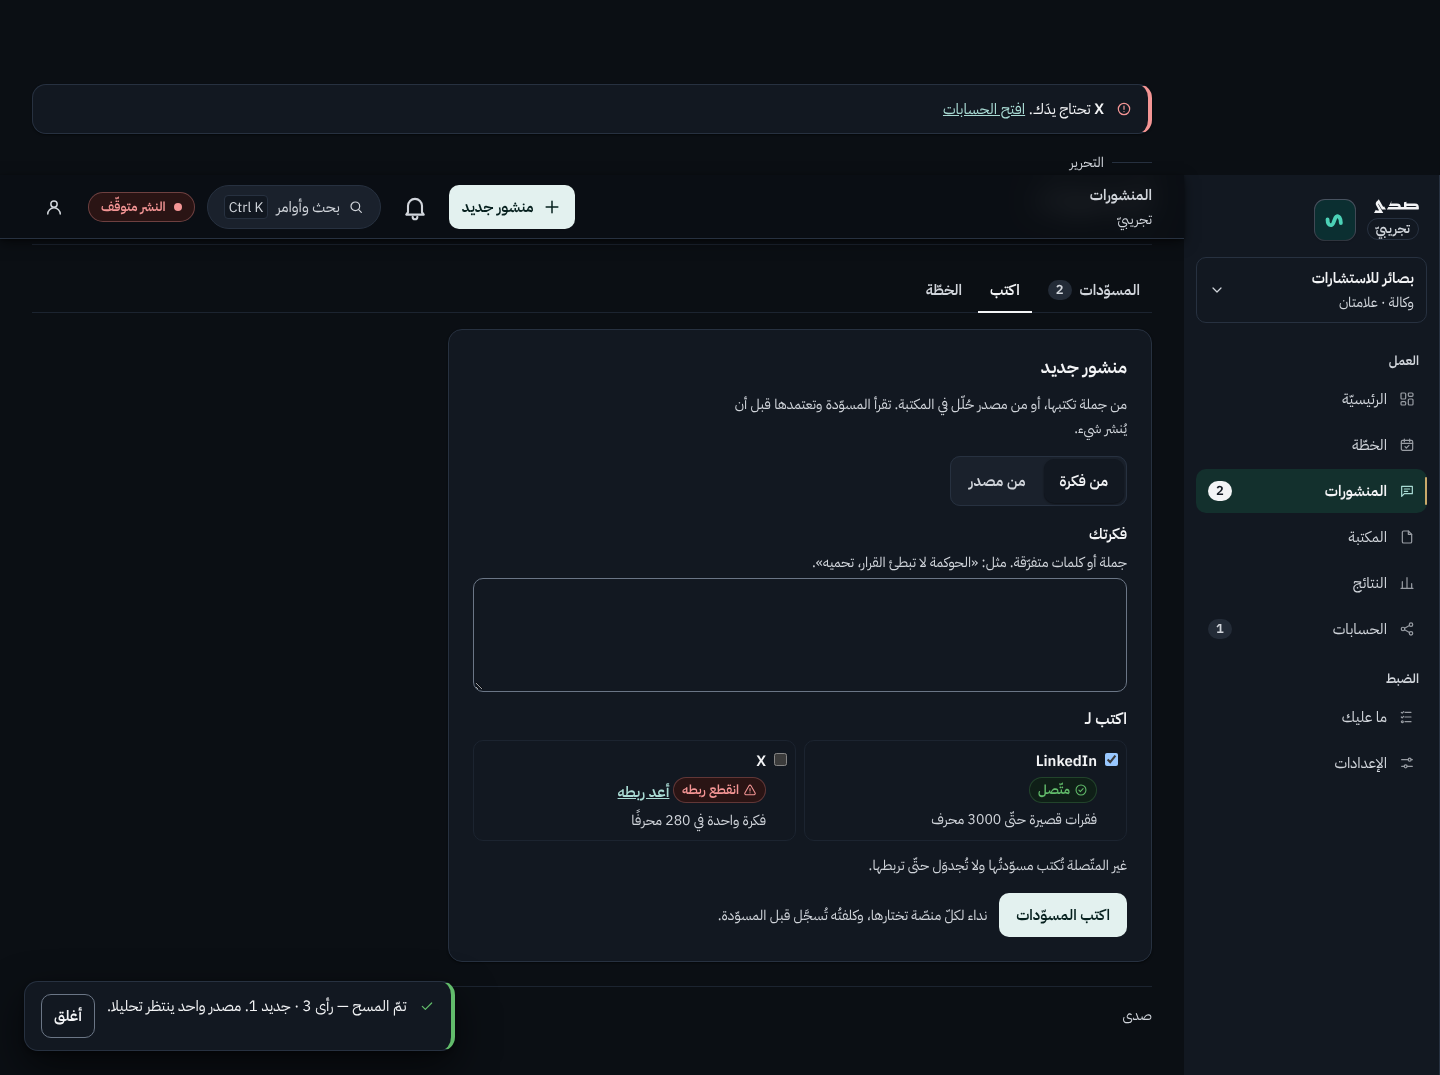 X تحتاج يدَك. افتح الحسابات
التحرير
المنشورات
تجريبيّ
منشور جديد
بحث وأوامر Ctrl K
النشر متوقّف
صدى
تجريبيّ
بصائر للاستشارات
وكالة · علامتان
العمل
الرئيسيّة
الخطّة
المنشورات 2
المكتبة
النتائج
الحسابات 1
الضبط
ما عليك
الإعدادات
المسوّدات 2 اكتب الخطّة
منشور جديد
من جملة تكتبها، أو من مصدر حُلّل في المكتبة. تقرأ المسوّدة وتعتمدها قبل أن
يُنشر شيء.
من فكرة من مصدر
فكرتك
جملة أو كلمات متفرّقة. مثل: «الحوكمة لا تبطئ القرار، تحميه».
اكتب لـ
LinkedIn
متّصل
فقرات قصيرة حتّى 3000 محرف
X
انقطع ربطه أعد ربطه
فكرة واحدة في 280 محرفًا
غير المتّصلة تُكتب مسوّدتُها ولا تُجدوَل حتّى تربطها.
اكتب المسوّدات نداء لكلّ منصّة تختارها، وكلفتُه تُسجَّل قبل المسوّدة.
صدى
تمّ المسح — رأى 3 · جديد 1. مصدر واحد ينتظر تحليلا.
أغلق